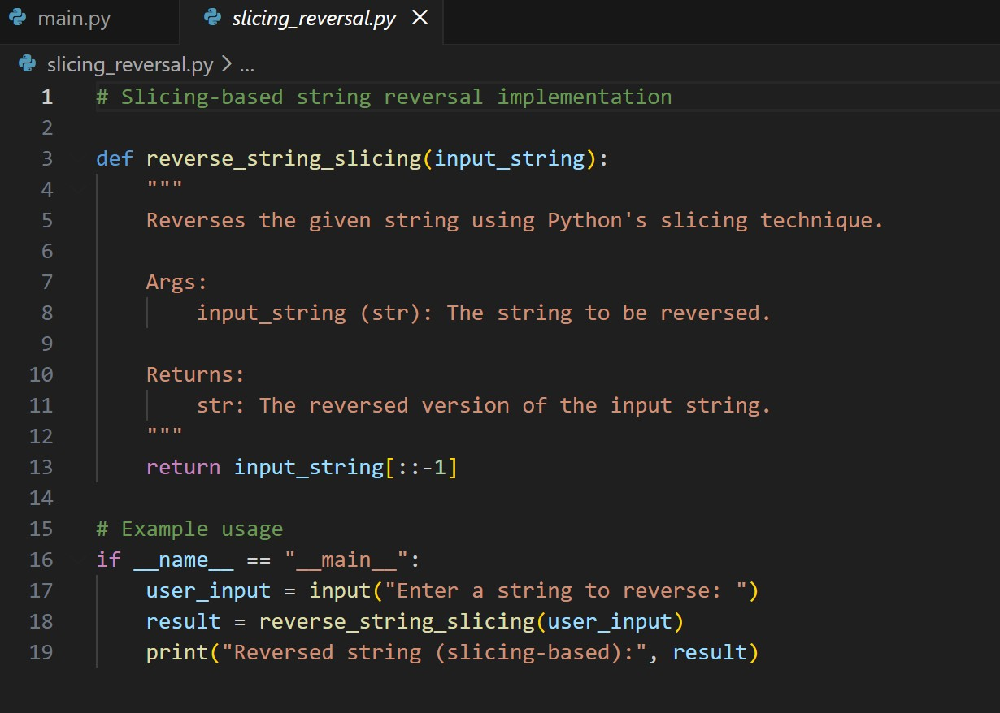 main.py
slicing_reversal.py ×
slicing_reversal.py > ...
1 # Slicing-based string reversal implementation
2
3 def reverse_string_slicing(input_string):
4     """
5     Reverses the given string using Python's slicing technique.
6
7     Args:
8         input_string (str): The string to be reversed.
9
10     Returns:
11         str: The reversed version of the input string.
12     """
13     return input_string[::-1]
14
15 # Example usage
16 if __name__ == "__main__":
17     user_input = input("Enter a string to reverse: ")
18     result = reverse_string_slicing(user_input)
19     print("Reversed string (slicing-based):", result)